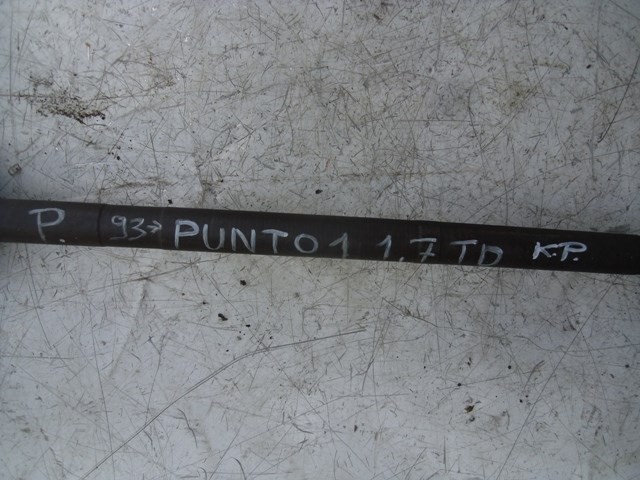 P. 93→ PUNTO 1 1,7 TD K.P.